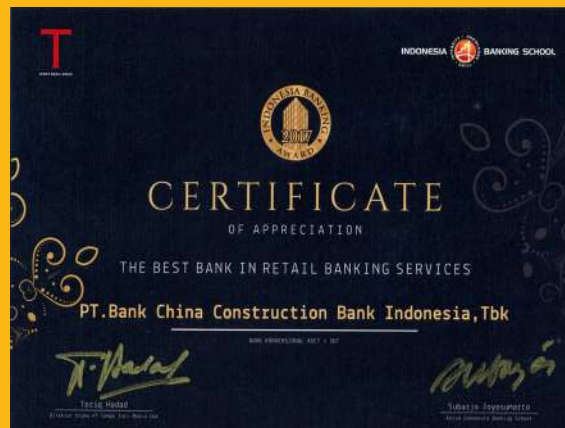 T
INDONESIA BANKING SCHOOL
INDONESIA BANKING
2017
AWARD
CERTIFICATE
OF APPRECIATION
THE BEST BANK IN RETAIL BANKING SERVICES
PT.Bank China Construction Bank Indonesia,Tbk
Toriq Hadad
Subarjo Joyosumarto